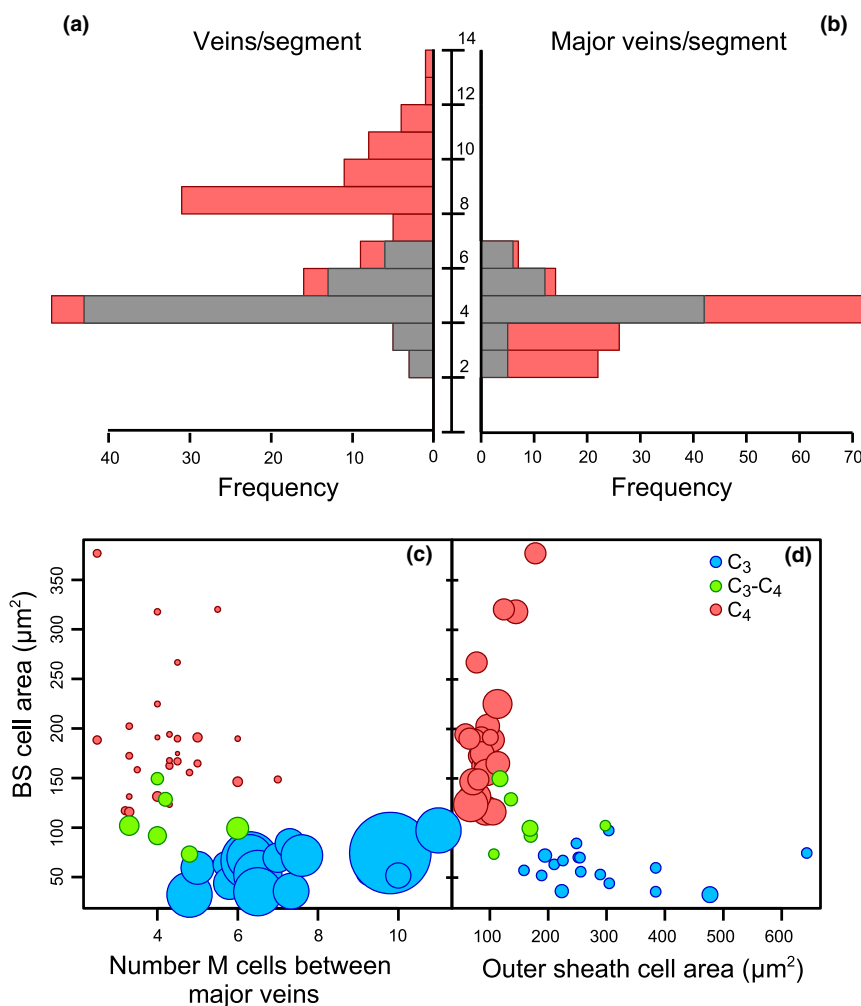 (a)
Veins/segment
Major veins/segment
(b)
14
12
10
8
6
4
2
40
30
20
10
0
0
10
20
30
40
50
60
70
Frequency
Frequency
(c)
(d)
C3
C3-C4
C4
350
300
250
200
150
100
50
BS cell area (µm²)
4
6
8
10
100
200
300
400
500
600
Number M cells between
major veins
Outer sheath cell area (µm²)